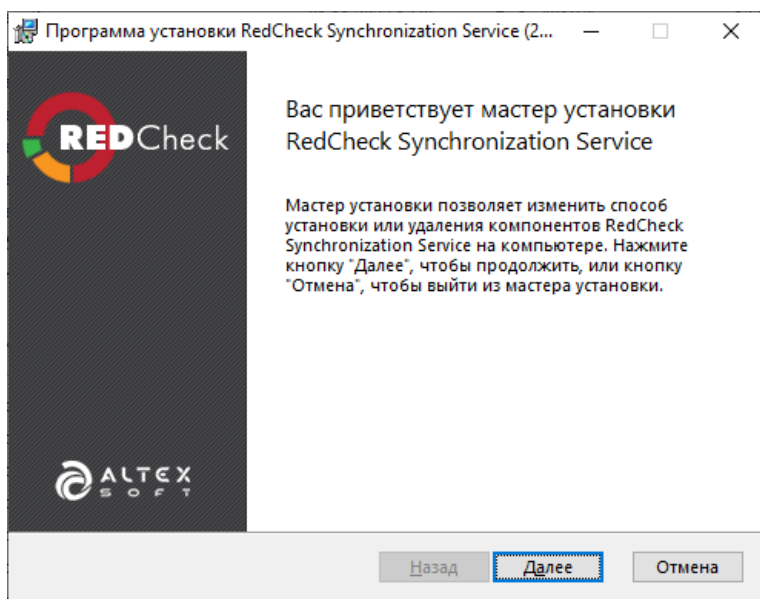 Программа установки RedCheck Synchronization Service (2...
REDCheck
Вас приветствует мастер установки
RedCheck Synchronization Service
Мастер установки позволяет изменить способ
установки или удаления компонентов RedCheck
Synchronization Service на компьютере. Нажмите
кнопку "Далее", чтобы продолжить, или кнопку
"Отмена", чтобы выйти из мастера установки.
ALTEX
SOFT
Назад
Далее
Отмена